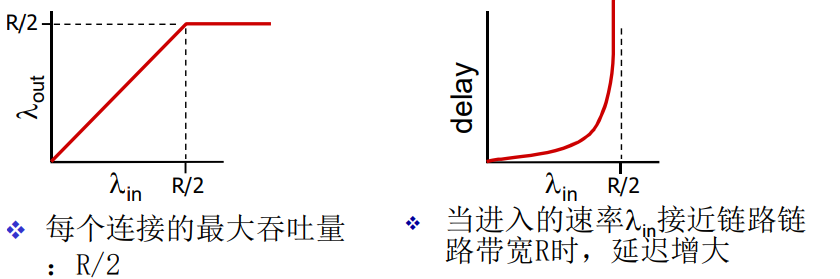 R/2
λout
λin
R/2
❖ 每个连接的最大吞吐量
：R/2
delay
λin
R/2
❖ 当进入的速率λin接近链路链
路带宽R时，延迟增大